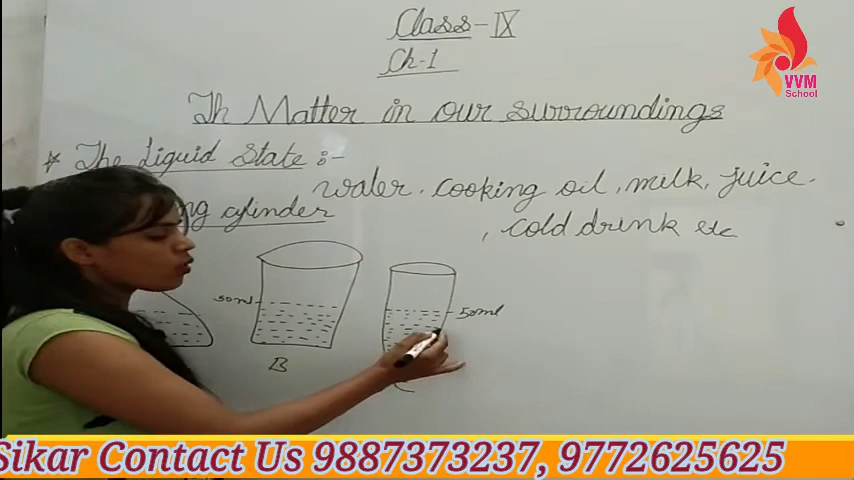 Class-IX
Ch-1
Th Matter in our surroundings
* The Liquid State :-
water. cooking oil, milk, juice.
, cold drink etc
ng cylinder
50ml
50ml
B
C
VVM
School
Sikar Contact Us 9887373237, 9772625625